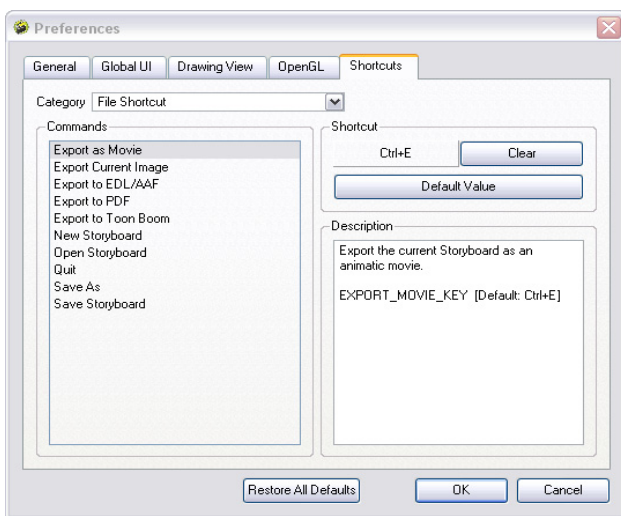 Preferences
General Global UI Drawing View OpenGL Shortcuts
Category File Shortcut
Commands
Export as Movie
Export Current Image
Export to EDL/AAF
Export to PDF
Export to Toon Boom
New Storyboard
Open Storyboard
Quit
Save As
Save Storyboard
Shortcut
Ctrl+E Clear
Default Value
Description
Export the current Storyboard as an
animatic movie.
EXPORT_MOVIE_KEY [Default: Ctrl+E]
Restore All Defaults OK Cancel